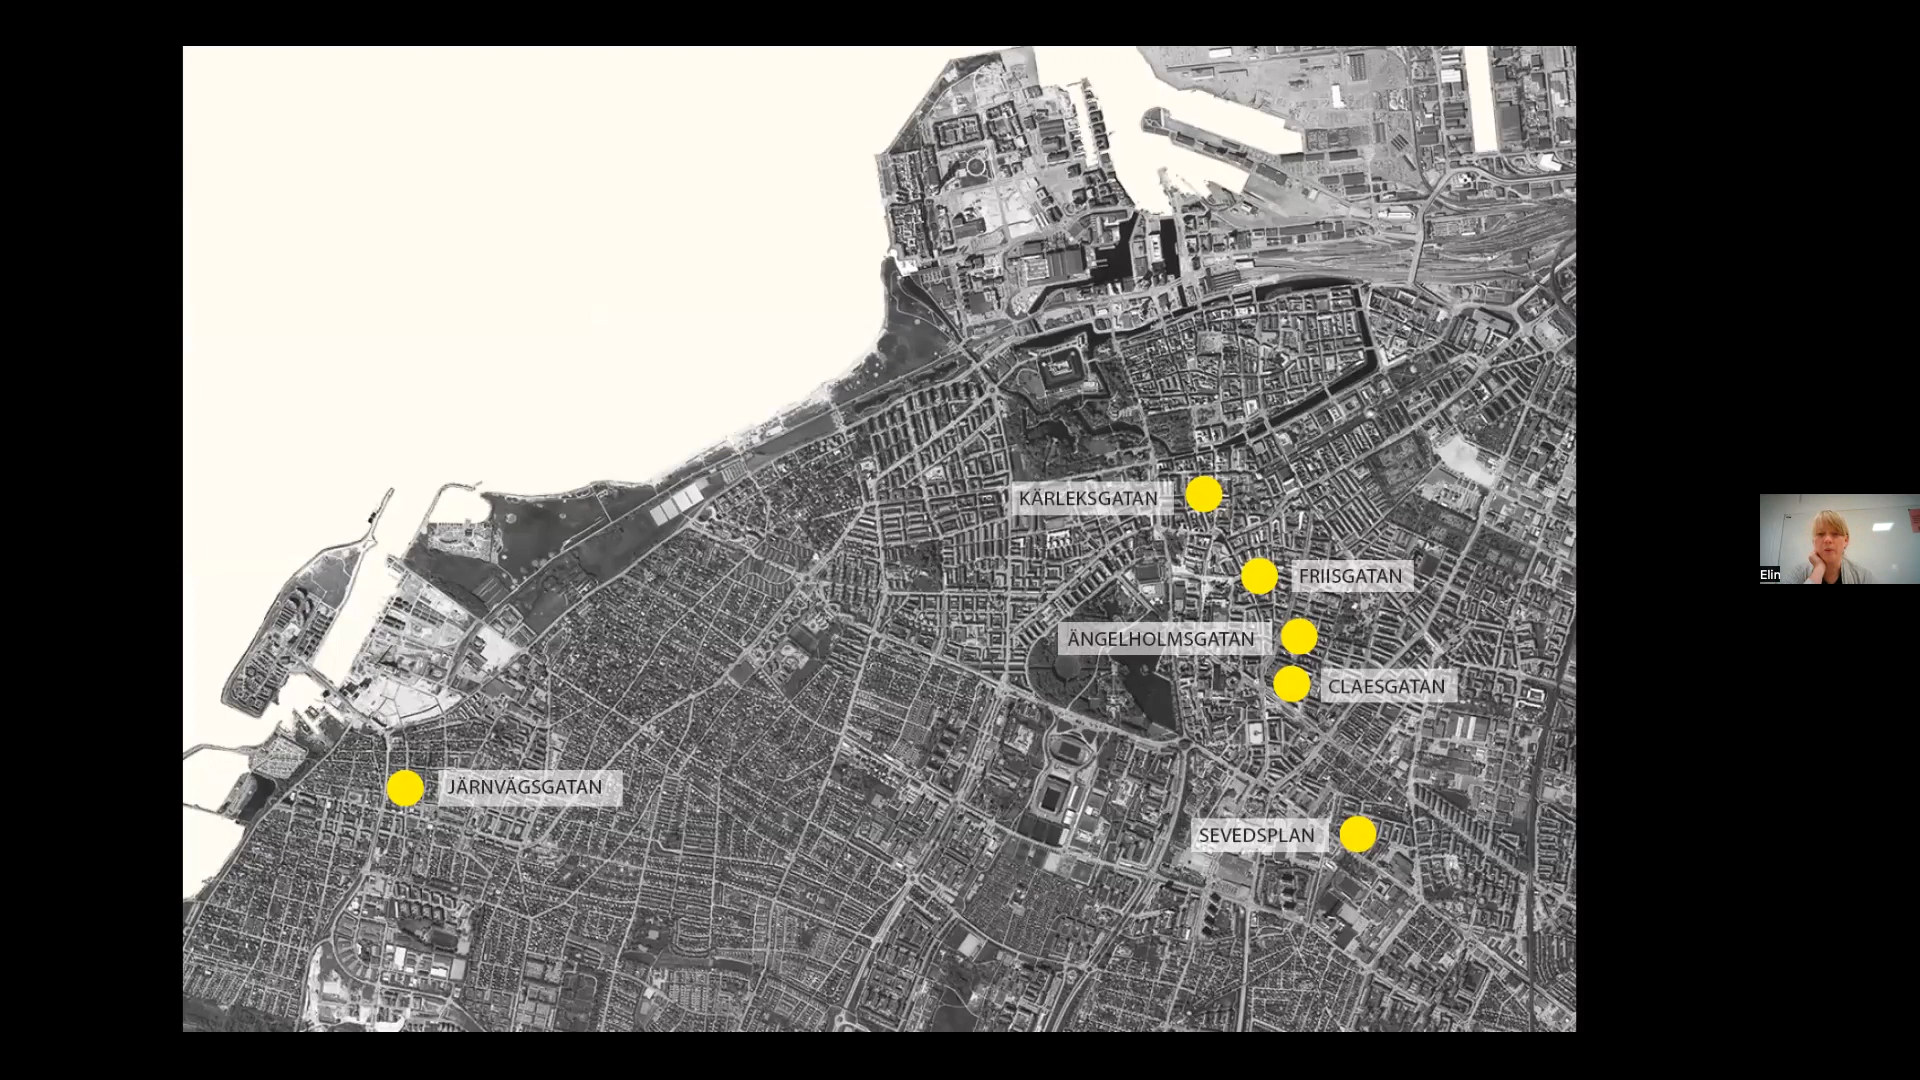 KÄRLEKSGATAN
FRIISGATAN
ÄNGELHOLMSGATAN
CLAESGATAN
JÄRNVÄGSGATAN
SEVEDSPLAN
Elin